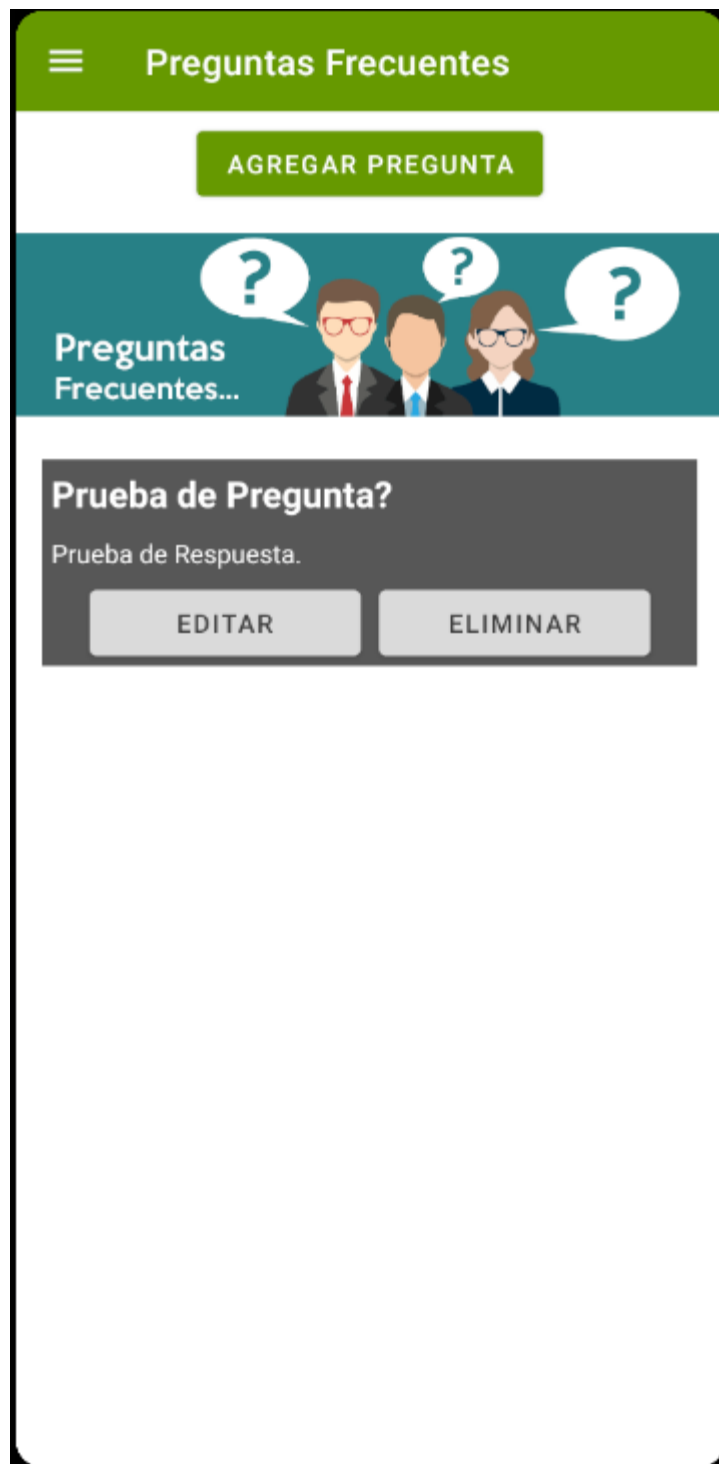 Preguntas Frecuentes
AGREGAR PREGUNTA
? ? ?
Preguntas
Frecuentes...
Prueba de Pregunta?
Prueba de Respuesta.
EDITAR ELIMINAR